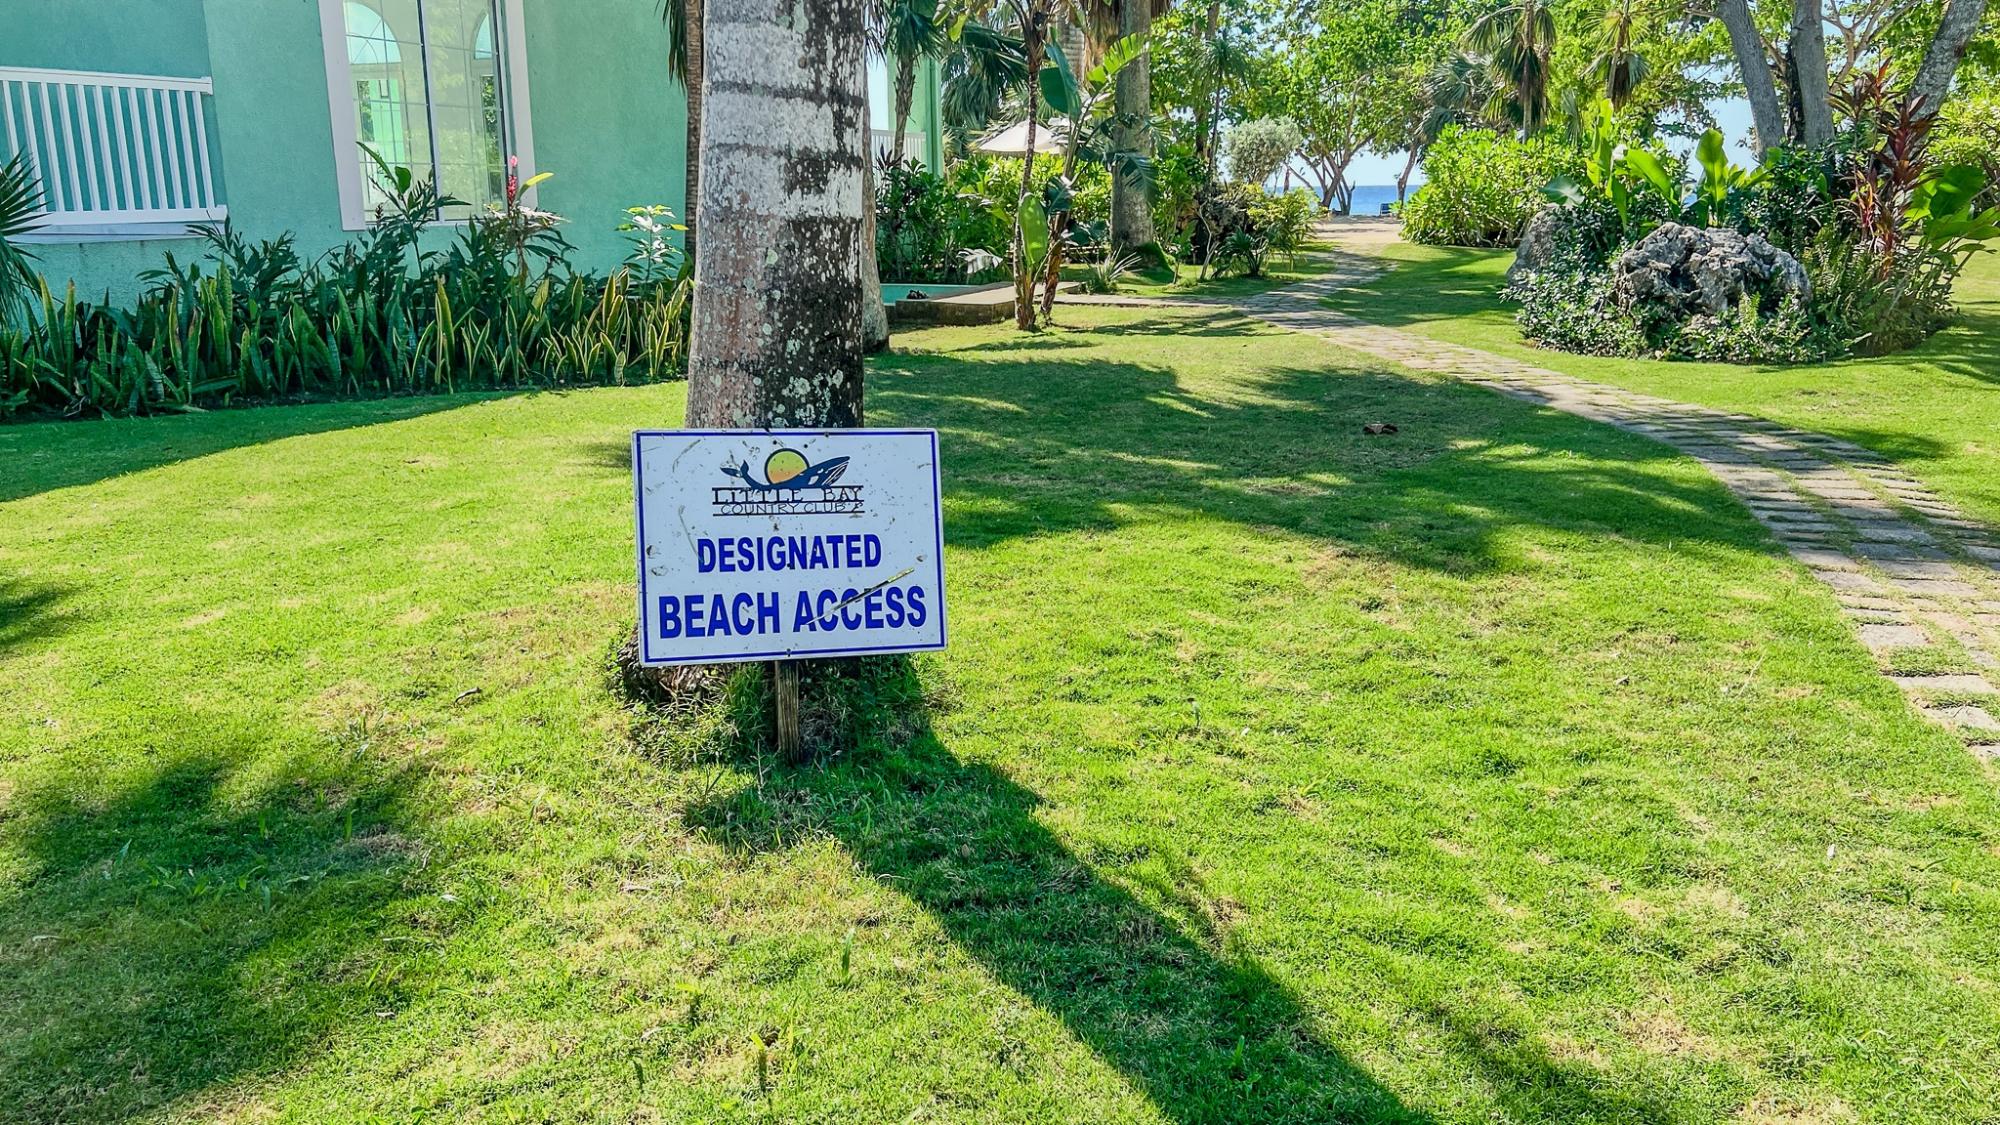 LITTLE BAY
COUNTRY CLUB
DESIGNATED
BEACH ACCESS